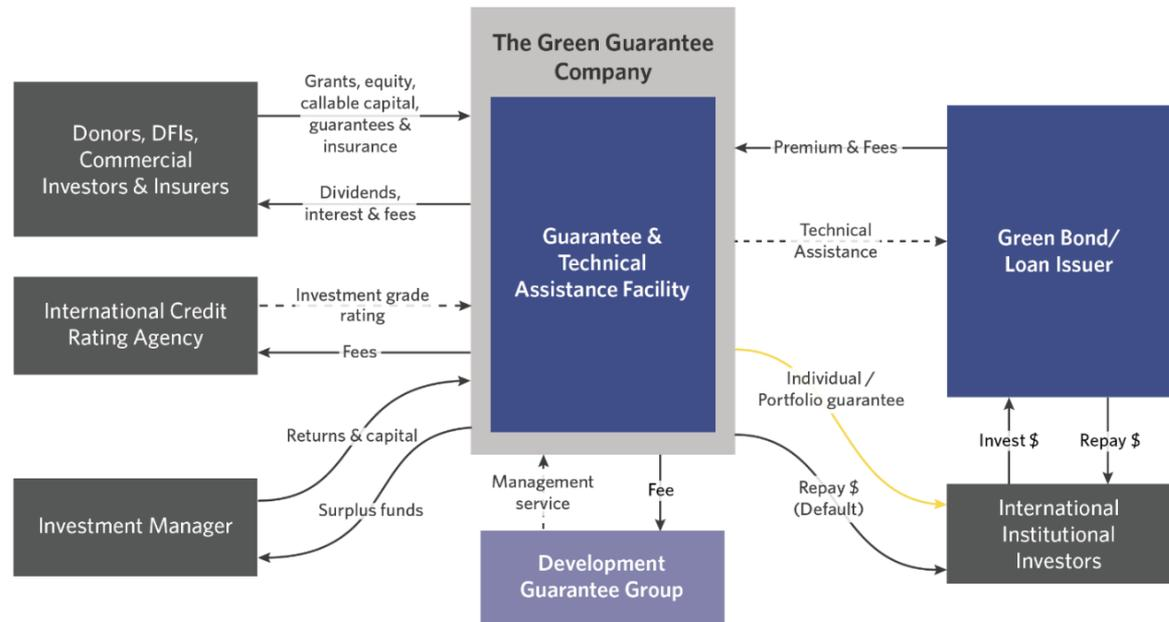 The Green Guarantee
Company
Grants, equity,
callable capital,
guarantees &
insurance
Donors, DFIs,
Commercial
Investors & Insurers
Dividends,
interest & fees
Premium & Fees
Guarantee &
Technical
Assistance Facility
Technical
Assistance
Green Bond/
Loan Issuer
International Credit
Rating Agency
Investment grade
rating
Fees
Individual /
Portfolio guarantee
Returns & capital
Invest $
Repay $
Surplus funds
Management
service
Fee
Repay $
(Default)
Investment Manager
International
Institutional
Investors
Development
Guarantee Group